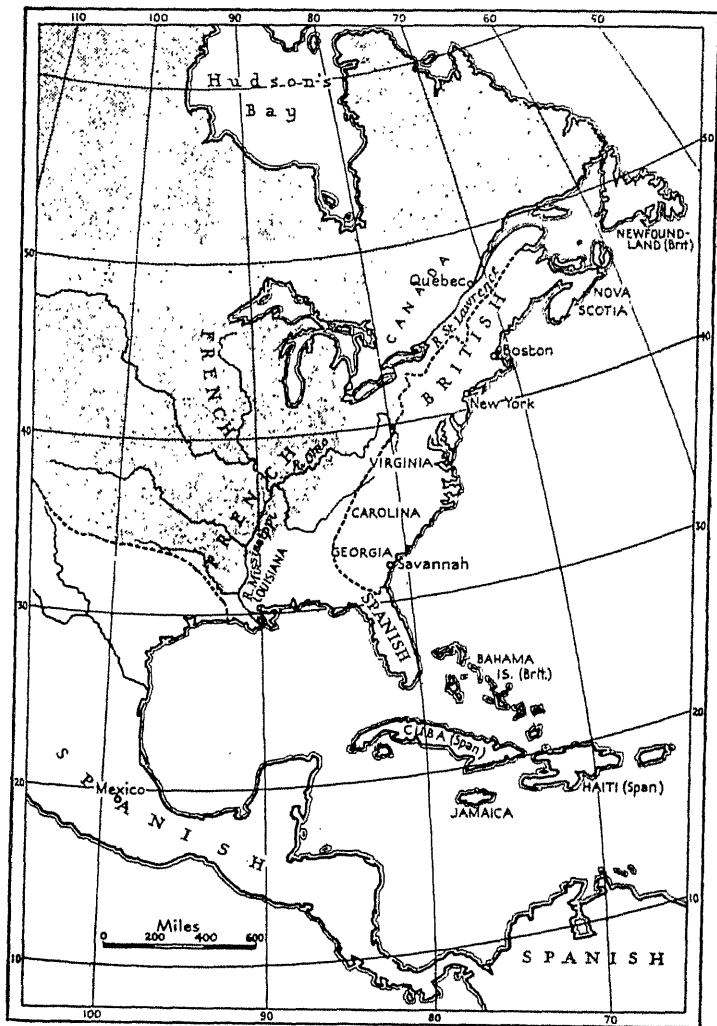 110 100 90 80 70 60 50
Hudson's
Bay
50
50
NEWFOUND-
LAND (Brit)
CANADA
Quebec
R. St. Lawrence
NOVA
SCOTIA
BRITISH
Boston
FRENCH
New York
40
40
FRENCH
R. Ohio
VIRGINIA
CAROLINA
R. Mississippi
LOUISIANA
GEORGIA
Savannah
30
30
SPANISH
BAHAMA
IS. (Brit.)
CUBA (Span)
20
20
SPANISH
Mexico
HAITI (Span)
JAMAICA
Miles
0 200 400 600
10
10
SPANISH
100 90 80 70